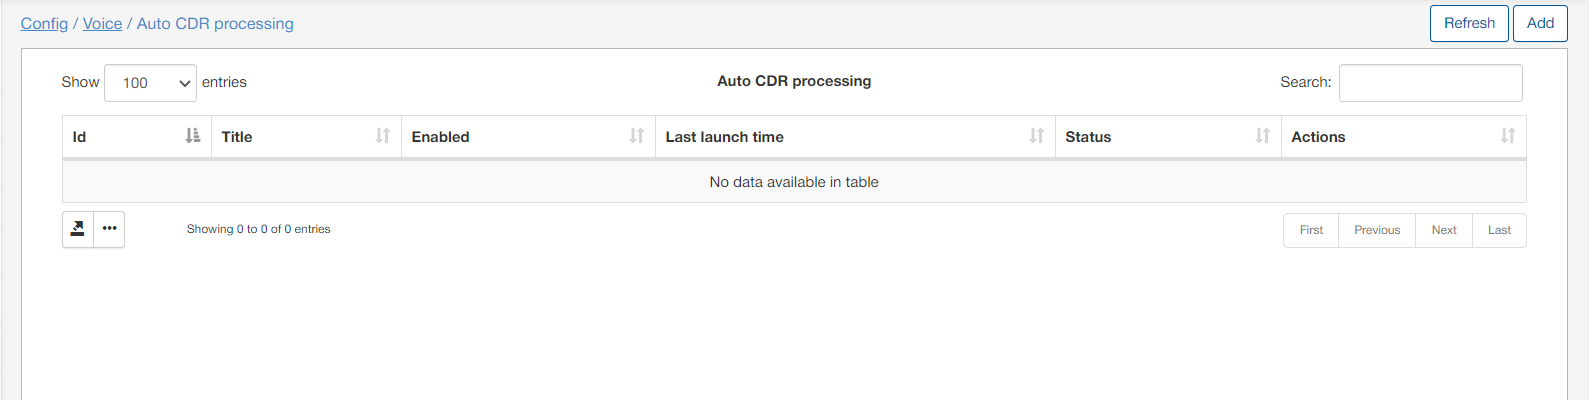 Config / Voice / Auto CDR processing
Refresh
Add
Show 100 entries
Auto CDR processing
Search:
Id
Title
Enabled
Last launch time
Status
Actions
No data available in table
Showing 0 to 0 of 0 entries
First
Previous
Next
Last